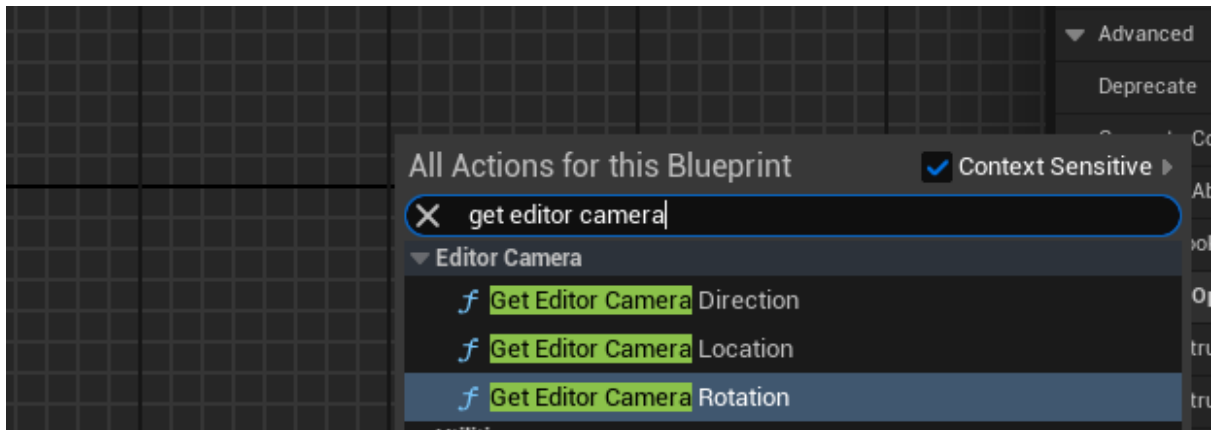 Advanced
Deprecate
All Actions for this Blueprint
Context Sensitive
get editor camera
Editor Camera
Get Editor Camera Direction
Get Editor Camera Location
Get Editor Camera Rotation